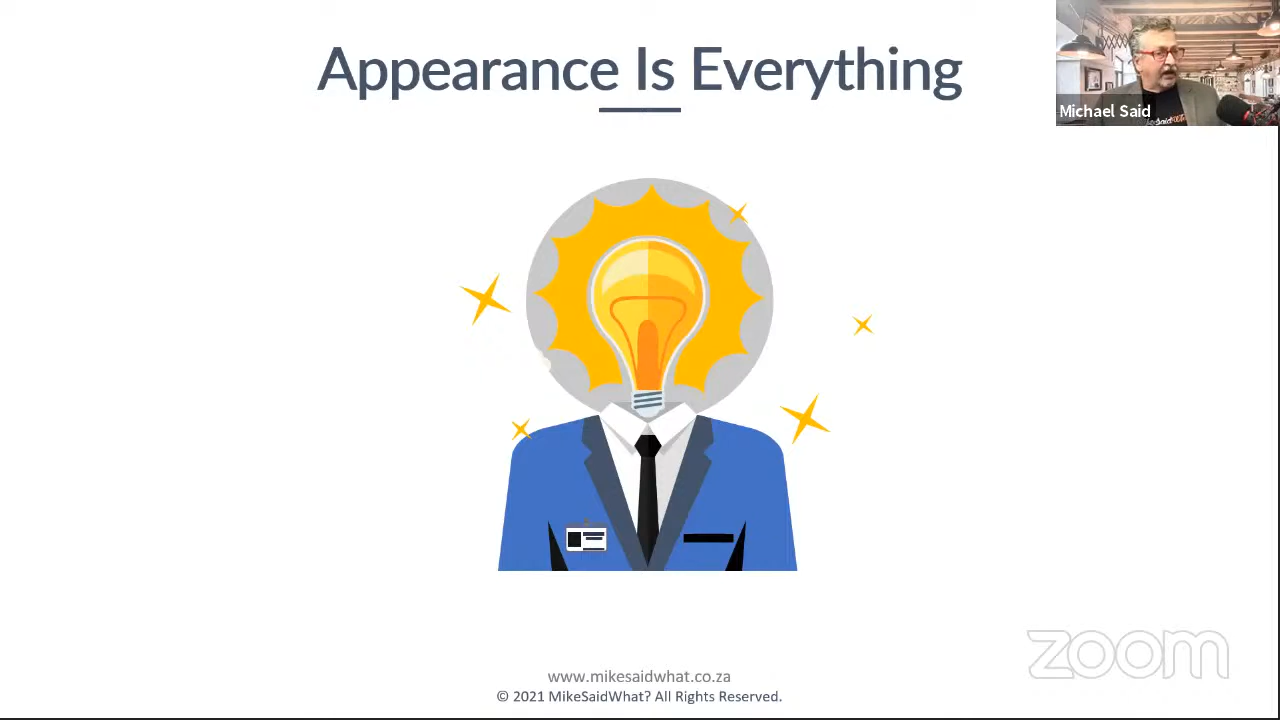 Appearance Is Everything
Michael Said
zoom
www.mikesaidwhat.co.za
© 2021 MikeSaidWhat? All Rights Reserved.